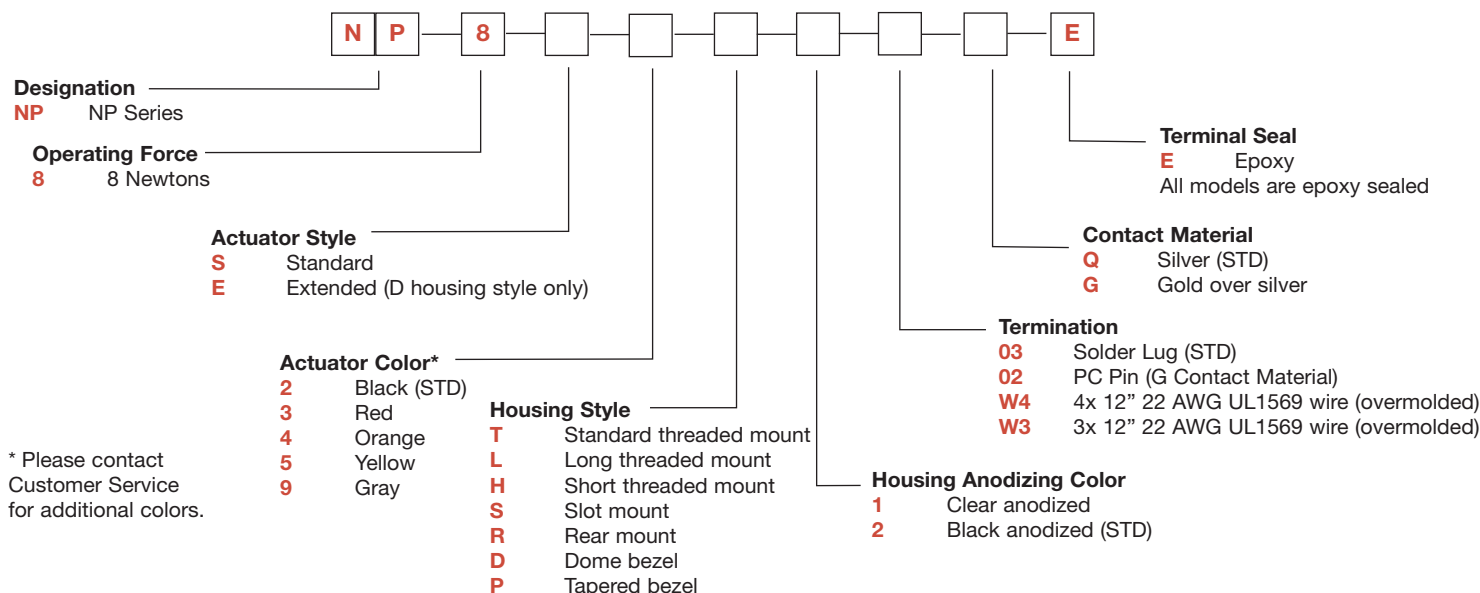 N P 8 E
Designation
NP NP Series
Operating Force
8 8 Newtons
Actuator Style
S Standard
E Extended (D housing style only)
Actuator Color*
2 Black (STD)
3 Red
4 Orange
5 Yellow
9 Gray
* Please contact
Customer Service
for additional colors.
Housing Style
T Standard threaded mount
L Long threaded mount
H Short threaded mount
S Slot mount
R Rear mount
D Dome bezel
P Tapered bezel
Housing Anodizing Color
1 Clear anodized
2 Black anodized (STD)
Termination
03 Solder Lug (STD)
02 PC Pin (G Contact Material)
W4 4x 12” 22 AWG UL1569 wire (overmolded)
W3 3x 12” 22 AWG UL1569 wire (overmolded)
Contact Material
Q Silver (STD)
G Gold over silver
Terminal Seal
E Epoxy
All models are epoxy sealed